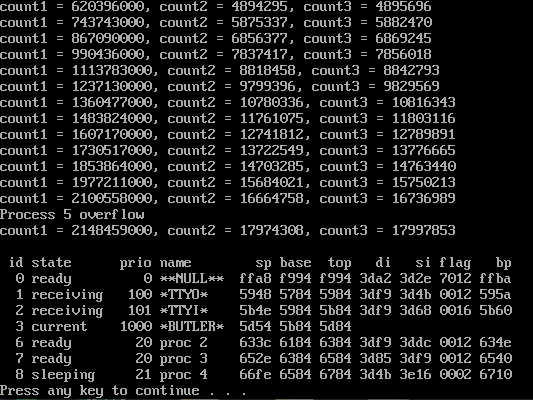 count1 = 620396000, count2 = 4894295, count3 = 4895696
count1 = 743743000, count2 = 5875337, count3 = 5882470
count1 = 867090000, count2 = 6856377, count3 = 6869245
count1 = 990436000, count2 = 7837417, count3 = 7856018
count1 = 1113783000, count2 = 8818458, count3 = 8842793
count1 = 1237130000, count2 = 9799396, count3 = 9829569
count1 = 1360477000, count2 = 10780336, count3 = 10816343
count1 = 1483824000, count2 = 11761075, count3 = 11803116
count1 = 1607170000, count2 = 12741812, count3 = 12789891
count1 = 1730517000, count2 = 13722549, count3 = 13776665
count1 = 1853864000, count2 = 14703285, count3 = 14763440
count1 = 1977211000, count2 = 15684021, count3 = 15750213
count1 = 2100558000, count2 = 16664758, count3 = 16736989
Process 5 overflow
count1 = 2148459000, count2 = 17974308, count3 = 17997853
id state prio name sp base top di si flag bp
0 ready 0 **NULL** ffa8 f994 f994 3da2 3d2e 7012 ffba
1 receiving 100 *TTYO* 5948 5784 5984 3df9 3d4b 0012 595a
2 receiving 101 *TTYI* 5b4e 5984 5b84 3df9 3d68 0016 5b60
3 current 1000 *BUTLER* 5d54 5b84 5d84
6 ready 20 proc 2 633c 6184 6384 3df9 3ddc 0012 634e
7 ready 20 proc 3 652e 6384 6584 3d85 3df9 0012 6540
8 sleeping 21 proc 4 66fe 6584 6784 3d4b 3e16 0002 6710
Press any key to continue . . .